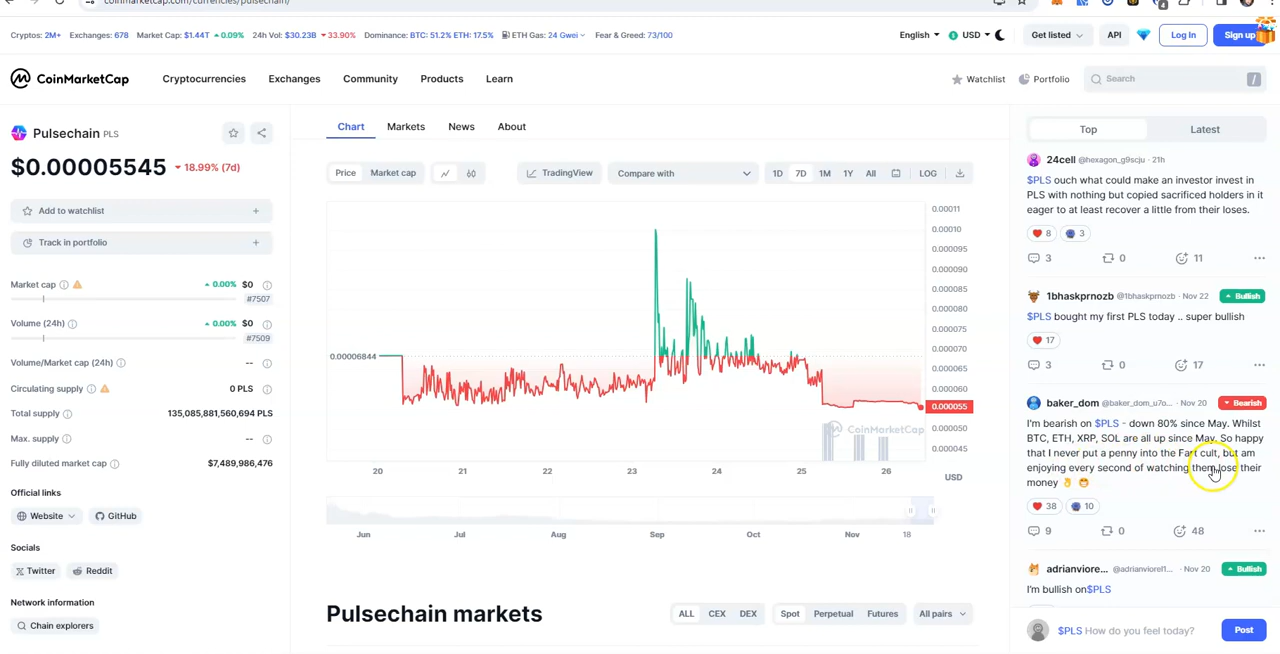 coinmarketcap.com/currencies/pulsechain/
Cryptos: 2M+ Exchanges: 678 Market Cap: $1.44T 0.09% 24h Vol: $30.23B 33.90% Dominance: BTC: 51.2% ETH: 17.5% ETH Gas: 24 Gwei Fear & Greed: 73/100
English USD Get listed API Log In Sign up
CoinMarketCap Cryptocurrencies Exchanges Community Products Learn
Watchlist Portfolio Search /
Pulsechain PLS
$0.00005545 18.99% (7d)
Add to watchlist +
Track in portfolio +
Market cap 0.00% $0
#7507
Volume (24h) 0.00% $0
#7509
Volume/Market cap (24h) --
Circulating supply 0 PLS
Total supply 135,085,881,560,694 PLS
Max. supply --
Fully diluted market cap $7,489,986,476
Official links
Website GitHub
Socials
Twitter Reddit
Network information
Chain explorers
Chart Markets News About
Price Market cap TradingView Compare with 1D 7D 1M 1Y All LOG
0.00011
0.00010
0.000095
0.000090
0.000085
0.000080
0.000075
0.000070
0.000065
0.000060
0.000055
0.000050
0.000045
0.00006844
CoinMarketCap
20 21 22 23 24 25 26
USD
Jun Jul Aug Sep Oct Nov 18
Pulsechain markets
ALL CEX DEX Spot Perpetual Futures All pairs
Top Latest
24cell @hexagon_g9scju · 21h
$PLS ouch what could make an investor invest in
PLS with nothing but copied sacrificed holders in it
eager to at least recover a little from their loses.
8 3
3 0 11
1bhaskprnozb @1bhaskprnozb · Nov 22 Bullish
$PLS bought my first PLS today .. super bullish
17
3 0 17
baker_dom @baker_dom_u7o... · Nov 20 Bearish
I'm bearish on $PLS - down 80% since May. Whilst
BTC, ETH, XRP, SOL are all up since May. So happy
that I never put a penny into the Fart cult, but am
enjoying every second of watching them lose their
money
38 10
9 0 48
adrianviore... @adrianviorel1... · Nov 20 Bullish
I'm bullish on$PLS
$PLS How do you feel today? Post